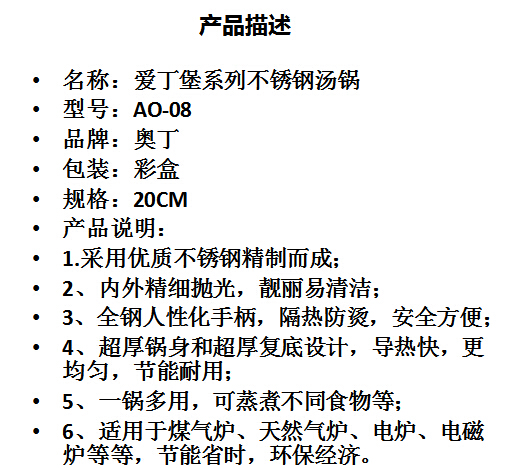 产品描述
• 名称：爱丁堡系列不锈钢汤锅
• 型号：AO-08
• 品牌：奥丁
• 包装：彩盒
• 规格：20CM
• 产品说明：
• 1.采用优质不锈钢精制而成；
• 2、内外精细抛光，靓丽易清洁；
• 3、全钢人性化手柄，隔热防烫，安全方便；
• 4、超厚锅身和超厚复底设计，导热快，更
均匀，节能耐用；
• 5、一锅多用，可蒸煮不同食物等；
• 6、适用于煤气炉、天然气炉、电炉、电磁
炉等等，节能省时，环保经济。